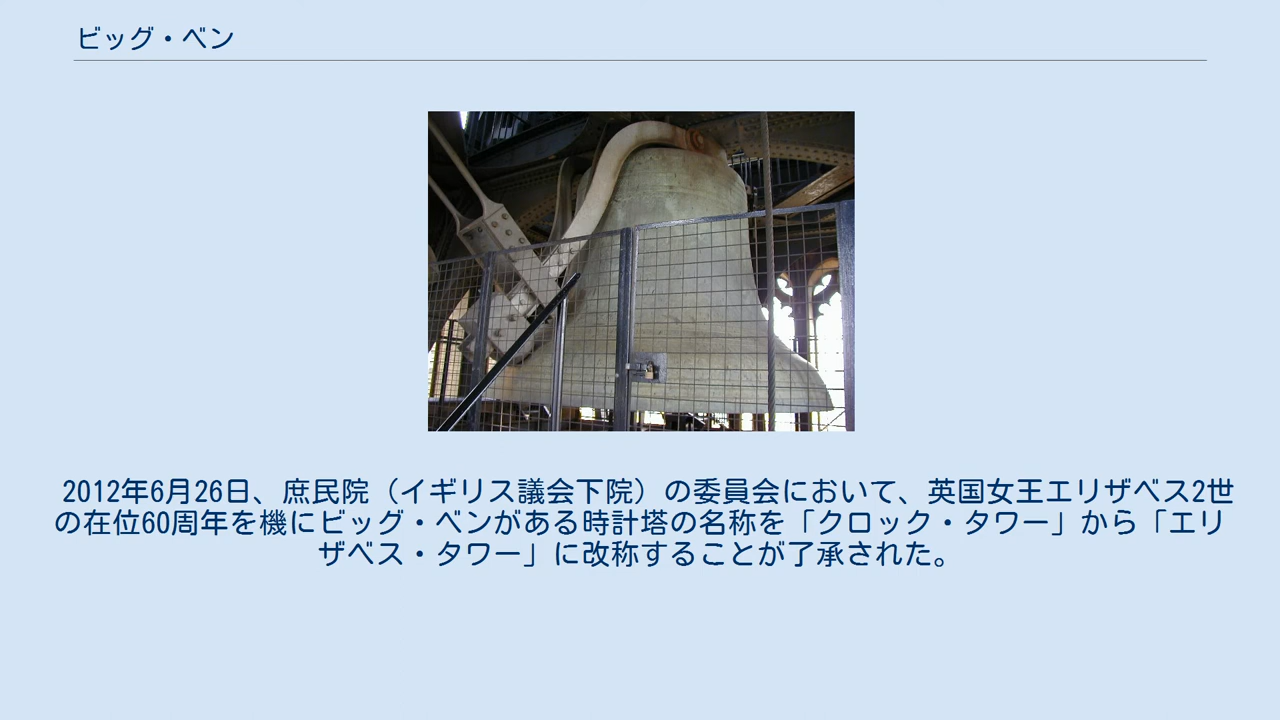 ビッグ・ベン
2012年6月26日、庶民院（イギリス議会下院）の委員会において、英国女王エリザベス2世
の在位60周年を機にビッグ・ベンがある時計塔の名称を「クロック・タワー」から「エリ
ザベス・タワー」に改称することが了承された。